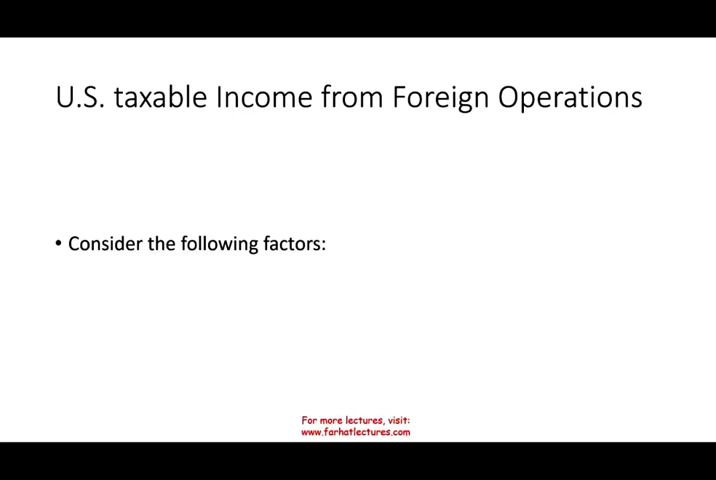 U.S. taxable Income from Foreign Operations
• Consider the following factors:
For more lectures, visit:
www.farhatlectures.com